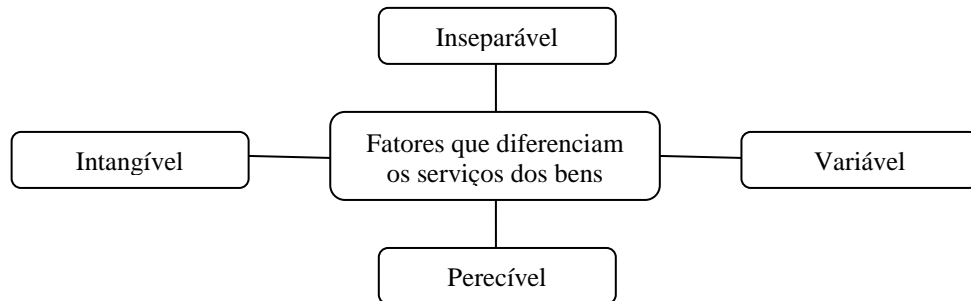 Inseparável
Intangível
Fatores que diferenciam
os serviços dos bens
Variável
Perecível